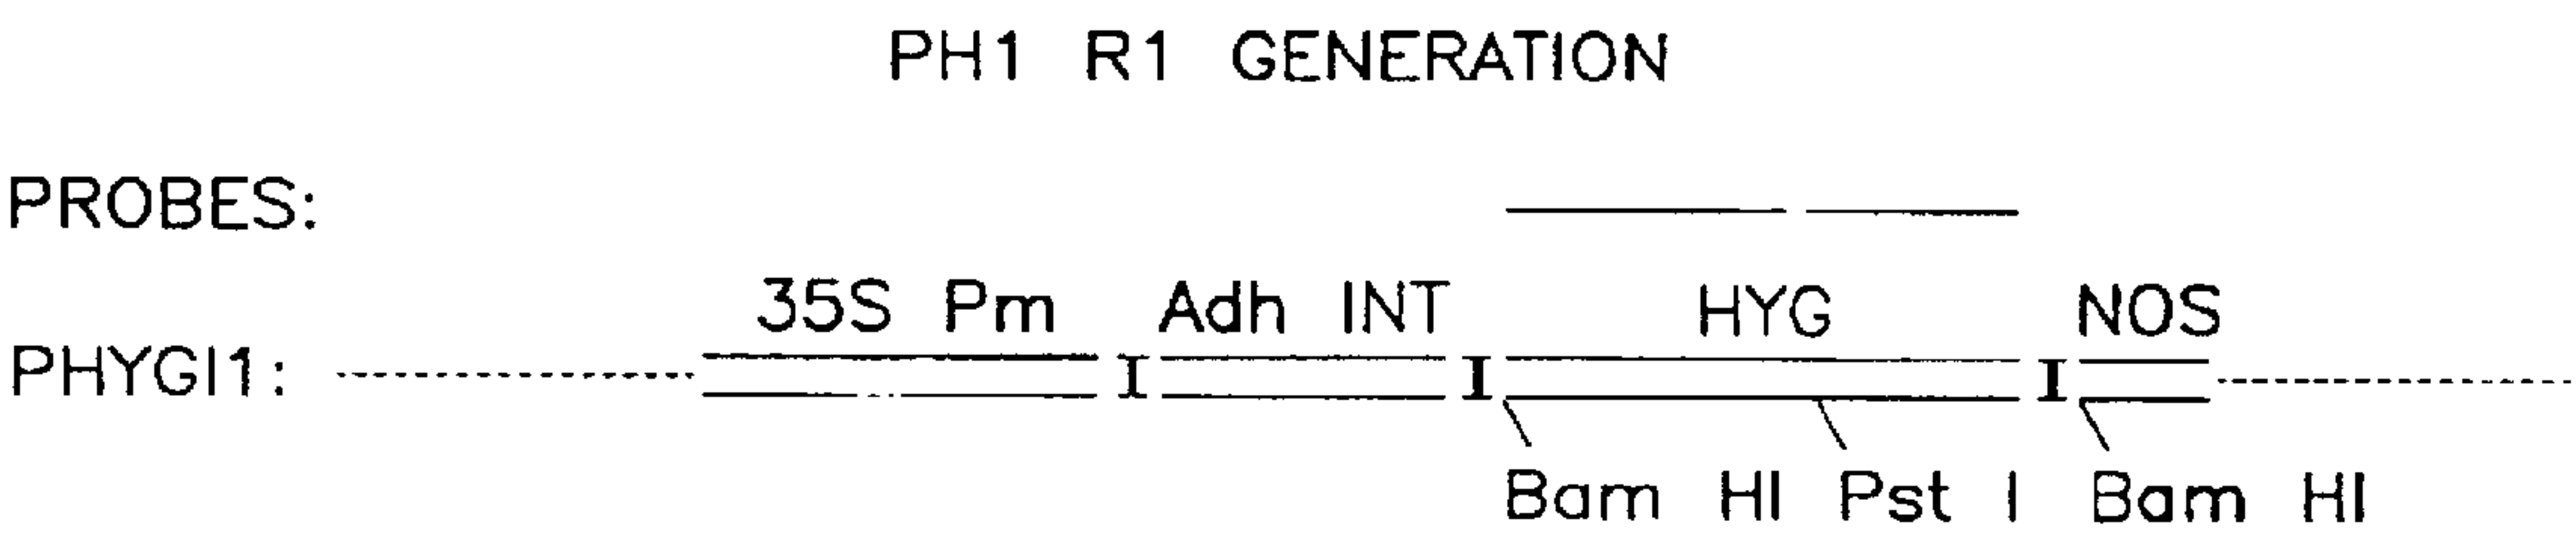 PH1 R1 GENERATION
PROBES:
35S Pm Adh INT HYG NOS
PHYGI1:
Bam HI Pst I Bam HI